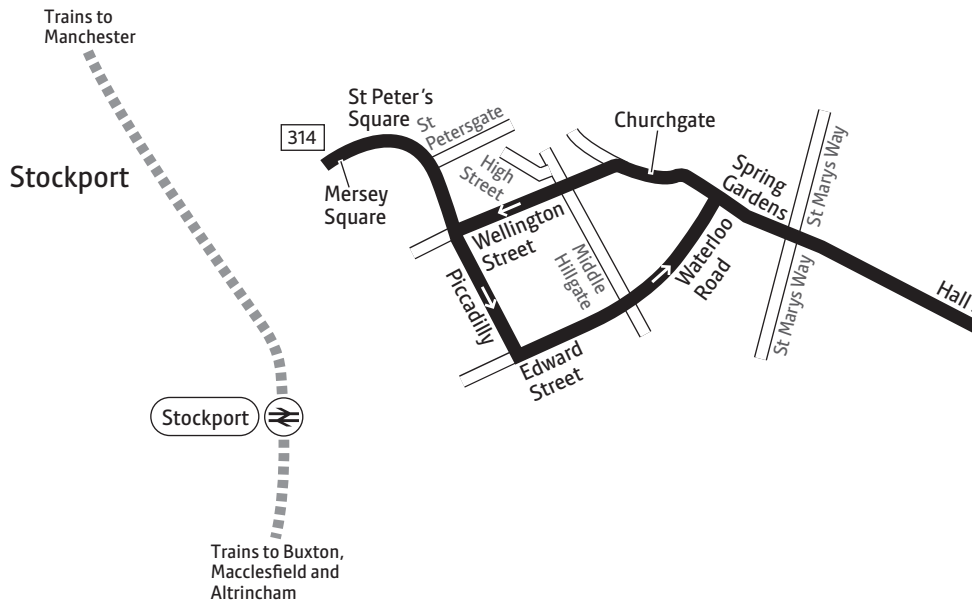 Trains to
Manchester
St Peter's
Square
St
Petersgate
Churchgate
314
Stockport
Mersey
Square
High
Street
Spring
Gardens
St Marys Way
Wellington
Street
Piccadilly
Middle
Hillgate
Waterloo
Road
St Marys Way
Hall
Edward
Street
Stockport
Trains to Buxton,
Macclesfield and
Altrincham